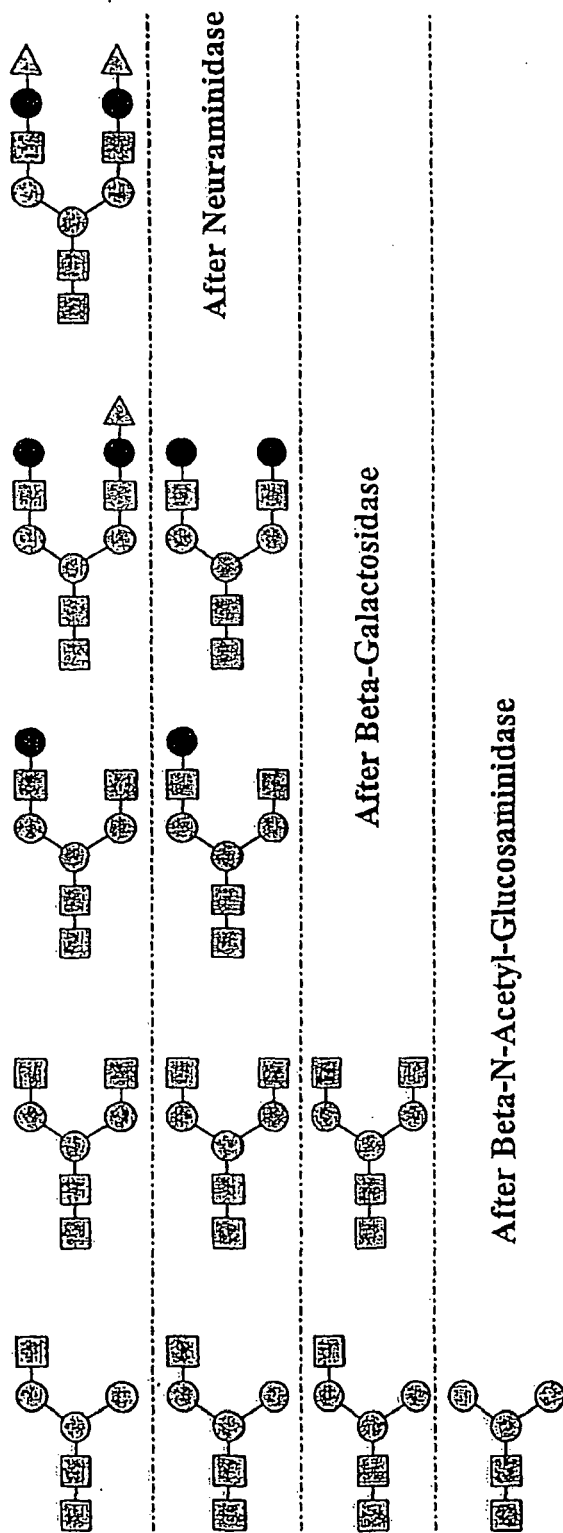 After Neuraminidase
After Beta-Galactosidase
After Beta-N-Acetyl-Glucosaminidase